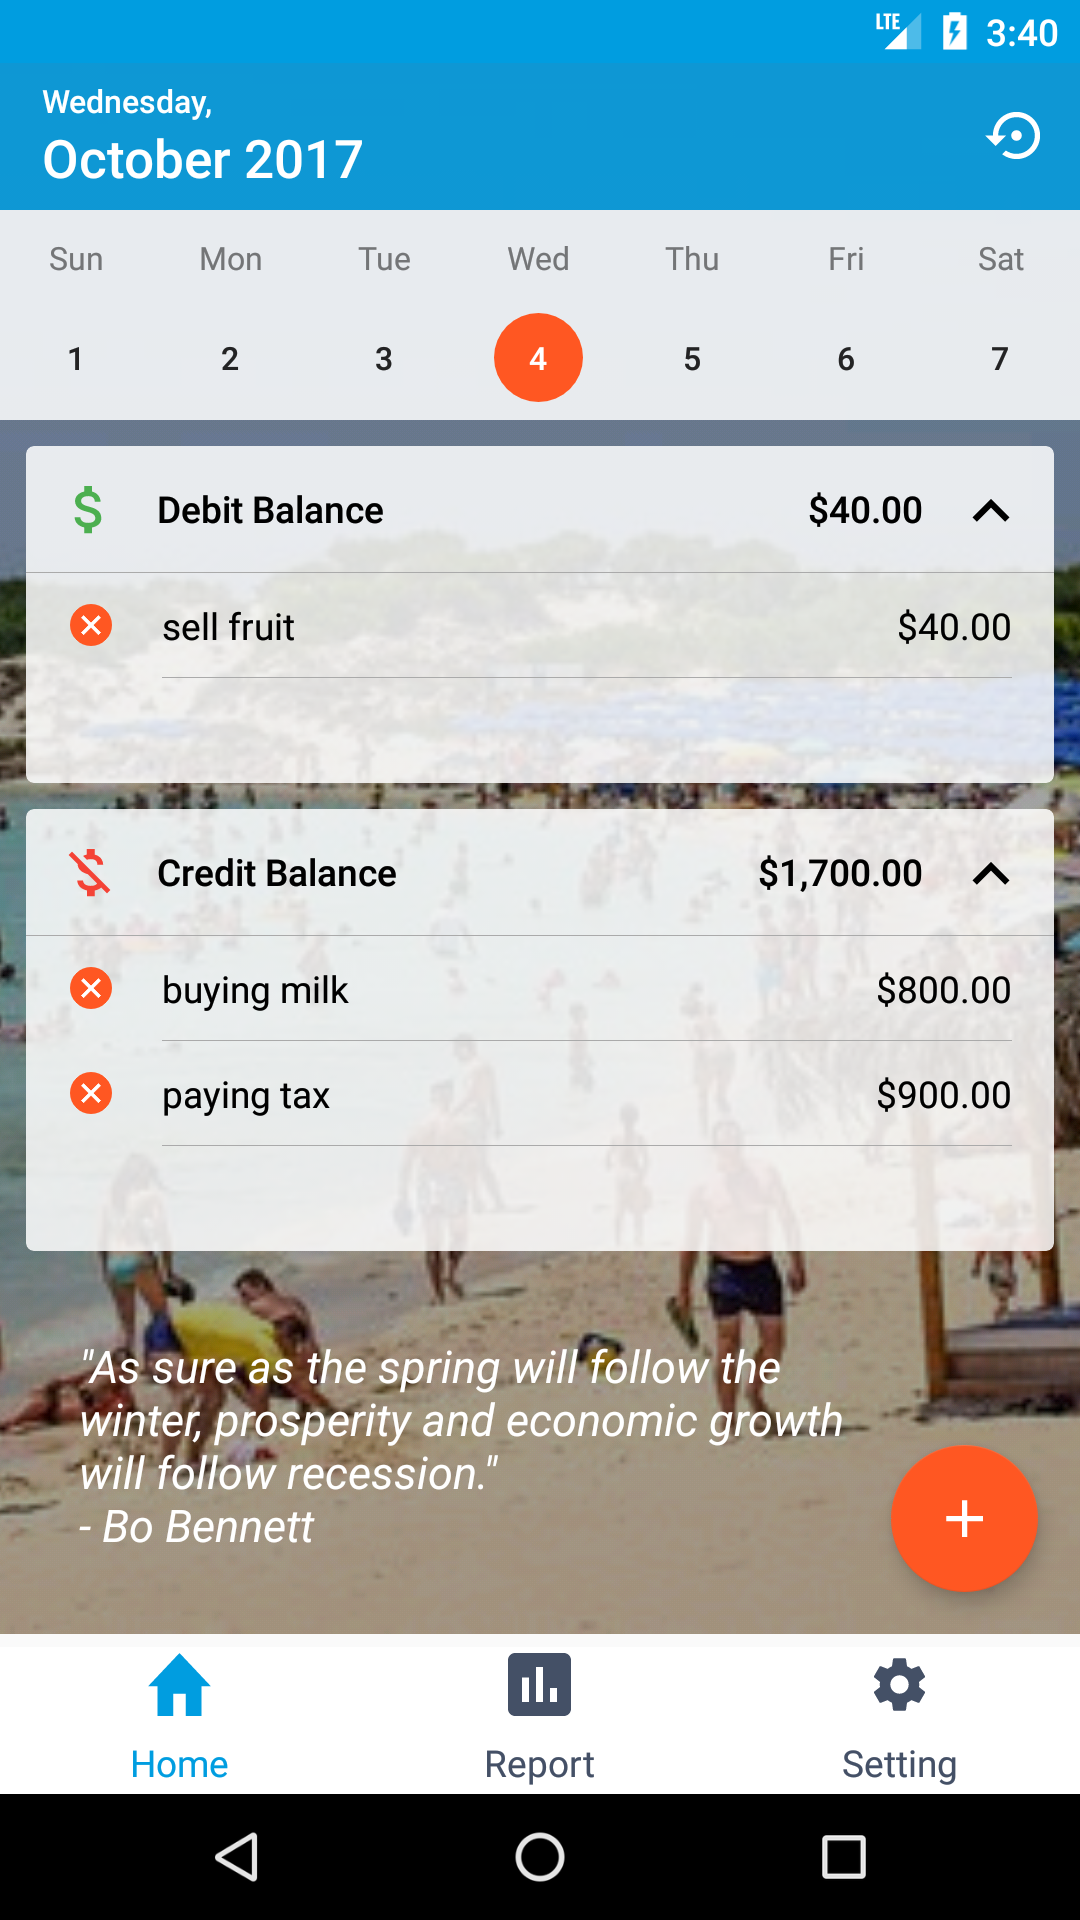 LTE 3:40
Wednesday,
October 2017
Sun Mon Tue Wed Thu Fri Sat
1 2 3 4 5 6 7
$ Debit Balance $40.00
sell fruit $40.00
Credit Balance $1,700.00
buying milk $800.00
paying tax $900.00
"As sure as the spring will follow the
winter, prosperity and economic growth
will follow recession."
- Bo Bennett
+
Home Report Setting